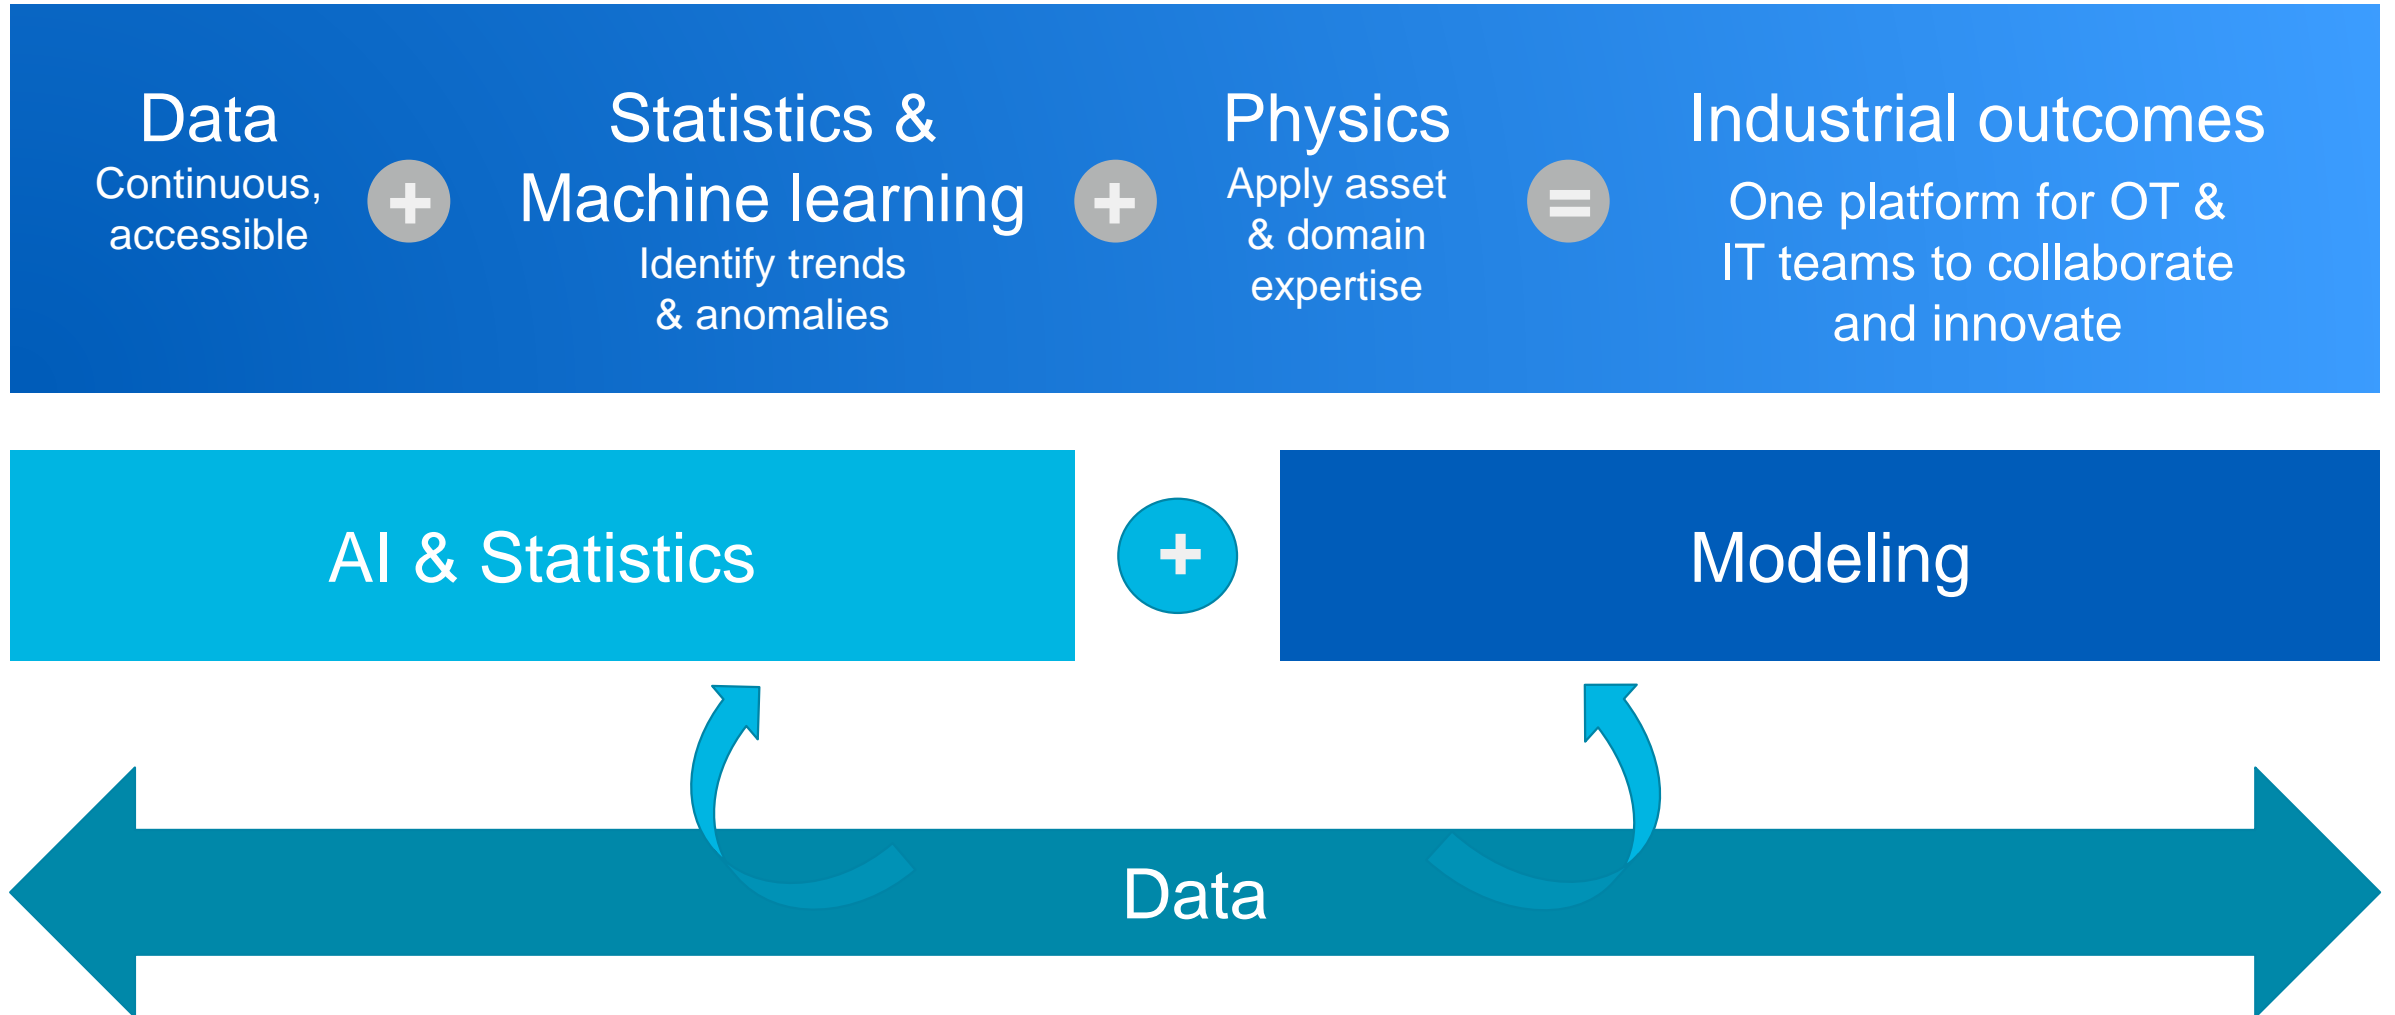 Data
Continuous,
accessible
+
Statistics &
Machine learning
Identify trends
& anomalies
+
Physics
Apply asset
& domain
expertise
=
Industrial outcomes
One platform for OT &
IT teams to collaborate
and innovate
AI & Statistics
+
Modeling
Data